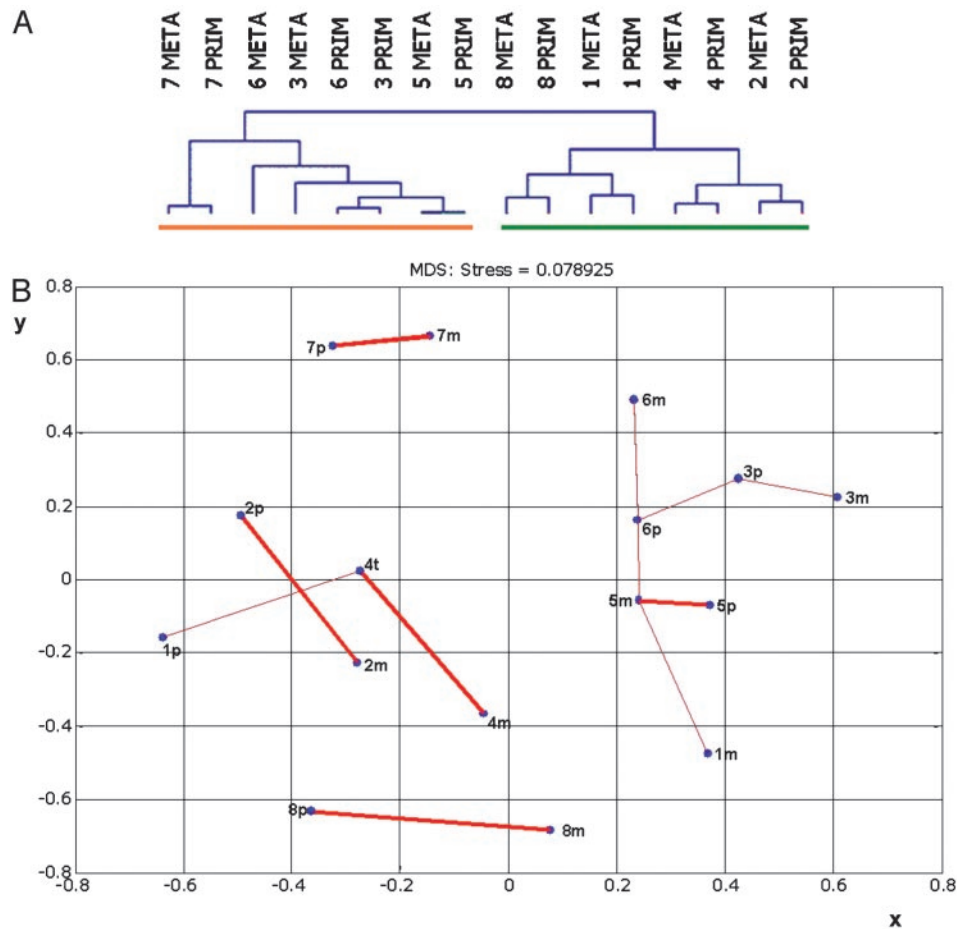 A
7 META
7 PRIM
6 META
3 META
6 PRIM
3 PRIM
5 META
5 PRIM
8 META
8 PRIM
1 META
1 PRIM
4 META
4 PRIM
2 META
2 PRIM
B
MDS: Stress = 0.078925
y
0.8
0.6
0.4
0.2
0
-0.2
-0.4
-0.6
-0.8
7p
7m
6m
3p
3m
2p
6p
4t
5m
5p
1p
2m
4m
1m
8p
8m
-0.8
-0.6
-0.4
-0.2
0
0.2
0.4
0.6
0.8
x